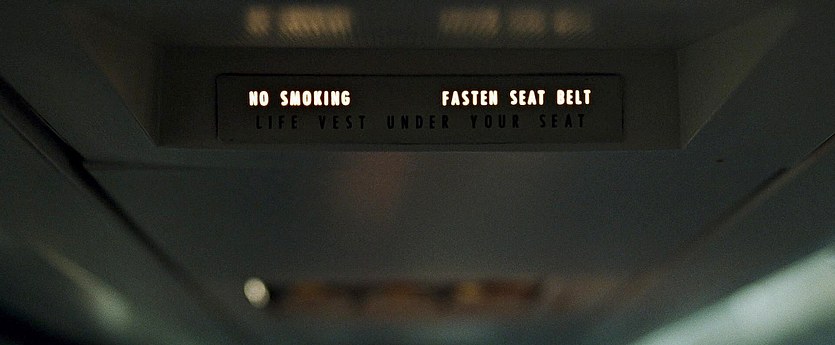 NO SMOKING FASTEN SEAT BELT
LIFE VEST UNDER YOUR SEAT